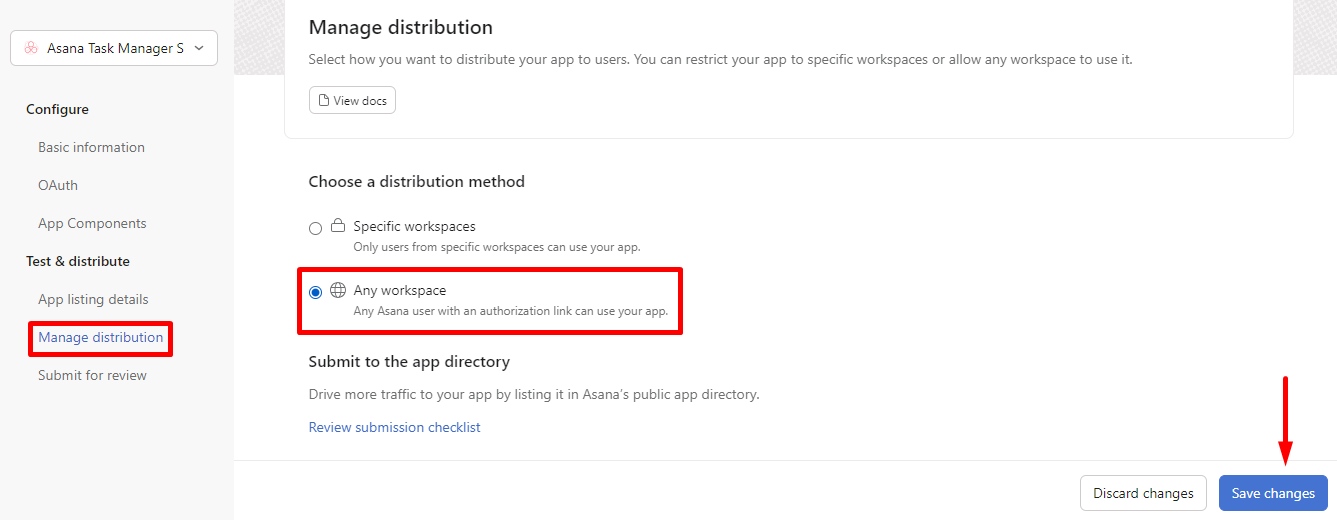 Asana Task Manager S
Configure
Basic information
OAuth
App Components
Test & distribute
App listing details
Manage distribution
Submit for review
Manage distribution
Select how you want to distribute your app to users. You can restrict your app to specific workspaces or allow any workspace to use it.
View docs
Choose a distribution method
Specific workspaces
Only users from specific workspaces can use your app.
Any workspace
Any Asana user with an authorization link can use your app.
Submit to the app directory
Drive more traffic to your app by listing it in Asana's public app directory.
Review submission checklist
Discard changes
Save changes